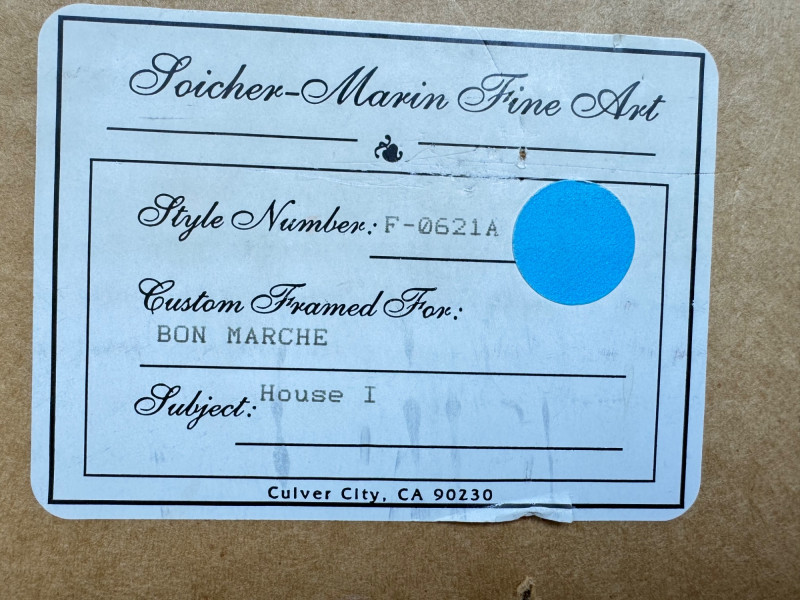 Soicher-Marin Fine Art
Style Number: F-0621A
Custom Framed For:
BON MARCHE
Subject: House I
Culver City, CA 90230